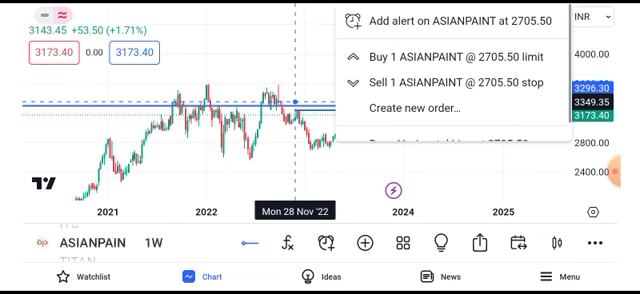 3143.45 +53.50 (+1.71%)
3173.40 0.00 3173.40
Add alert on ASIANPAINT at 2705.50
Buy 1 ASIANPAINT @ 2705.50 limit
Sell 1 ASIANPAINT @ 2705.50 stop
Create new order…
INR
4000.00
3296.30
3349.35
3173.40
2800.00
2400.00
2021 2022 Mon 28 Nov '22 2024 2025
ASIANPAIN 1W
TITAN
Watchlist Chart Ideas News Menu